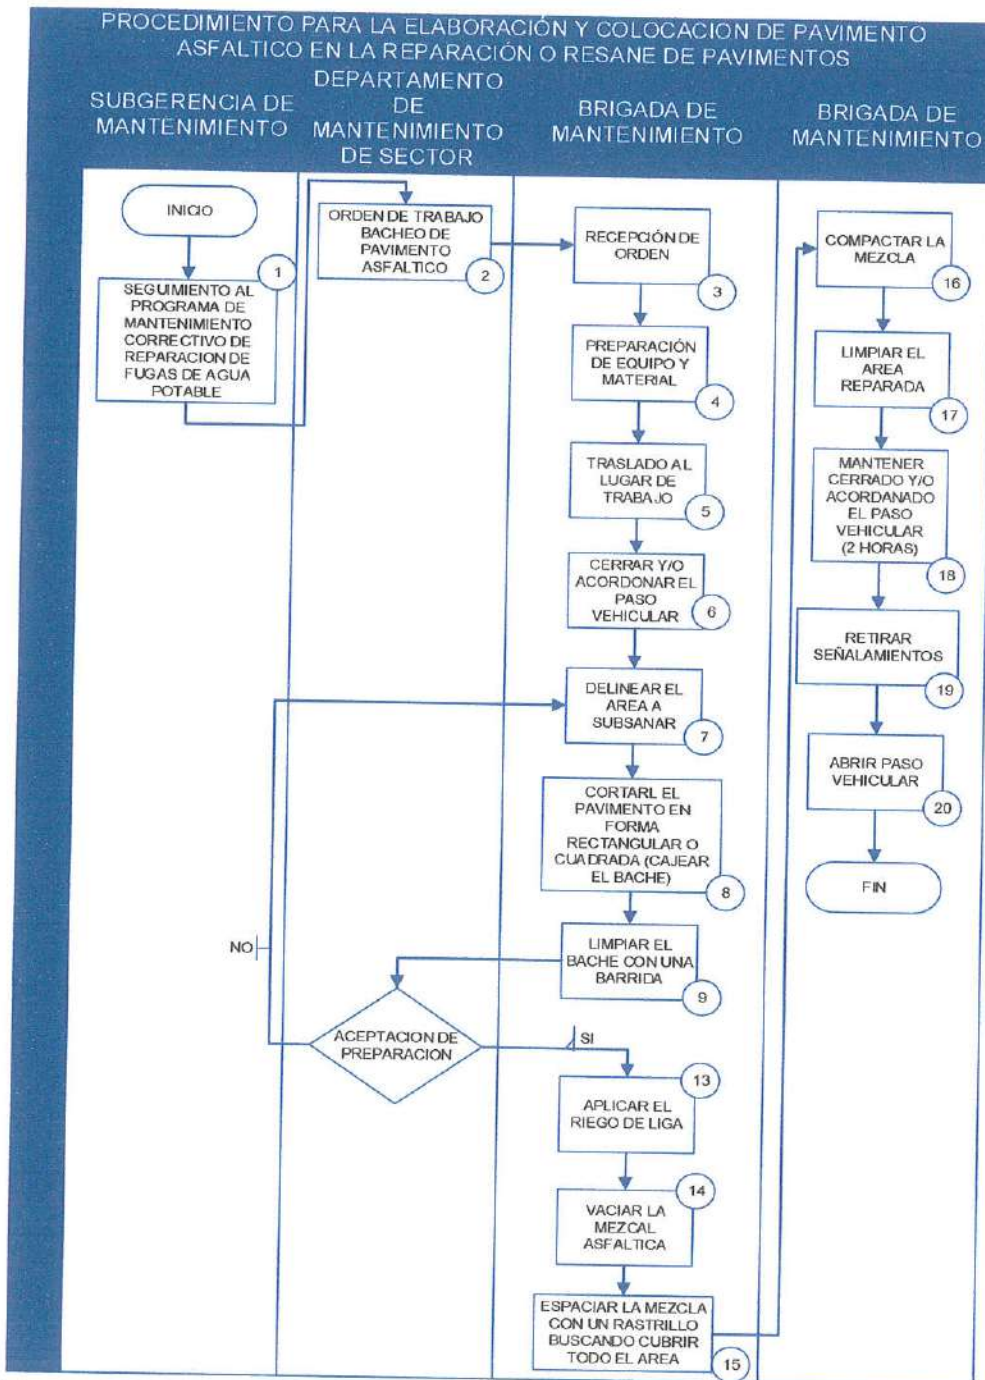 PROCEDIMIENTO PARA LA ELABORACIÓN Y COLOCACION DE PAVIMENTO
ASFALTICO EN LA REPARACIÓN O RESANE DE PAVIMENTOS
SUBGERENCIA DE
MANTENIMIENTO
DEPARTAMENTO
DE
MANTENIMIENTO
DE SECTOR
BRIGADA DE
MANTENIMIENTO
BRIGADA DE
MANTENIMIENTO
INICIO
1
SEGUIMIENTO AL
PROGRAMA DE
MANTENIMIENTO
CORRECTIVO DE
REPARACION DE
FUGAS DE AGUA
POTABLE
ORDEN DE TRABAJO
BACHEO DE
PAVIMENTO
ASFALTICO
2
RECEPCIÓN DE
ORDEN
3
PREPARACIÓN
DE EQUIPO Y
MATERIAL
4
TRASLADO AL
LUGAR DE
TRABAJO
5
CERRAR Y/O
ACORDONAR EL
PASO
VEHICULAR
6
DELINEAR EL
AREA A
SUBSANAR
7
CORTARL EL
PAVIMENTO EN
FORMA
RECTANGULAR O
CUADRADA (CAJEAR
EL BACHE)
8
LIMPIAR EL
BACHE CON UNA
BARRIDA
9
NO
ACEPTACION DE
PREPARACION
SI
13
APLICAR EL
RIEGO DE LIGA
14
VACIAR LA
MEZCAL
ASFALTICA
ESPACIAR LA MEZCLA
CON UN RASTRILLO
BUSCANDO CUBRIR
TODO EL AREA
15
COMPACTAR LA
MEZCLA
16
LIMPIAR EL
AREA
REPARADA
17
MANTENER
CERRADO Y/O
ACORDANADO
EL PASO
VEHICULAR
(2 HORAS)
18
RETIRAR
SEÑALAMIENTOS
19
ABRIR PASO
VEHICULAR
20
FIN